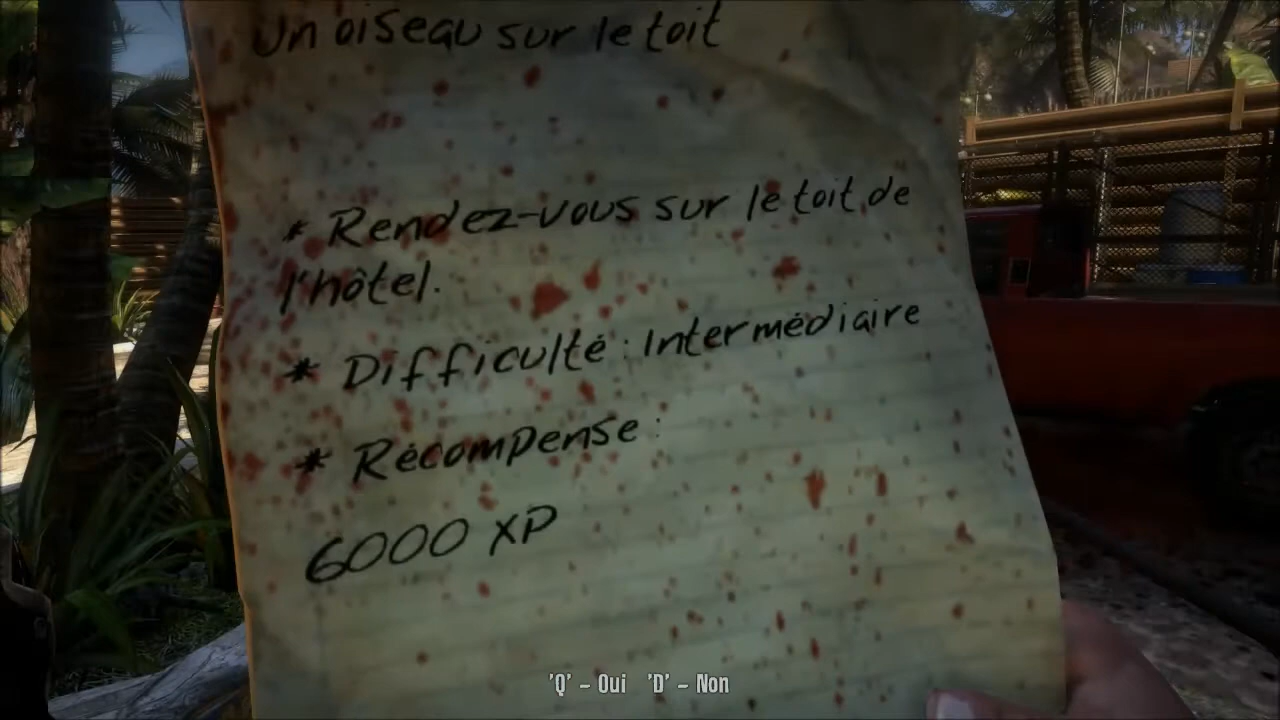 Un oiseau sur le toit
* Rendez-vous sur le toit de
l'hôtel.
* Difficulté : Intermédiaire
* Récompense :
6000 XP
'Q' - Oui 'D' - Non